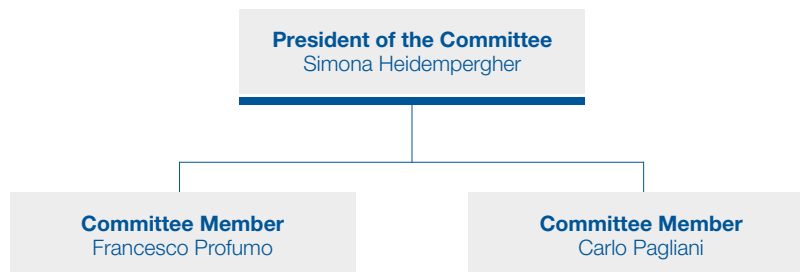 President of the Committee
Simona Heidempergher
Committee Member
Francesco Profumo
Committee Member
Carlo Pagliani